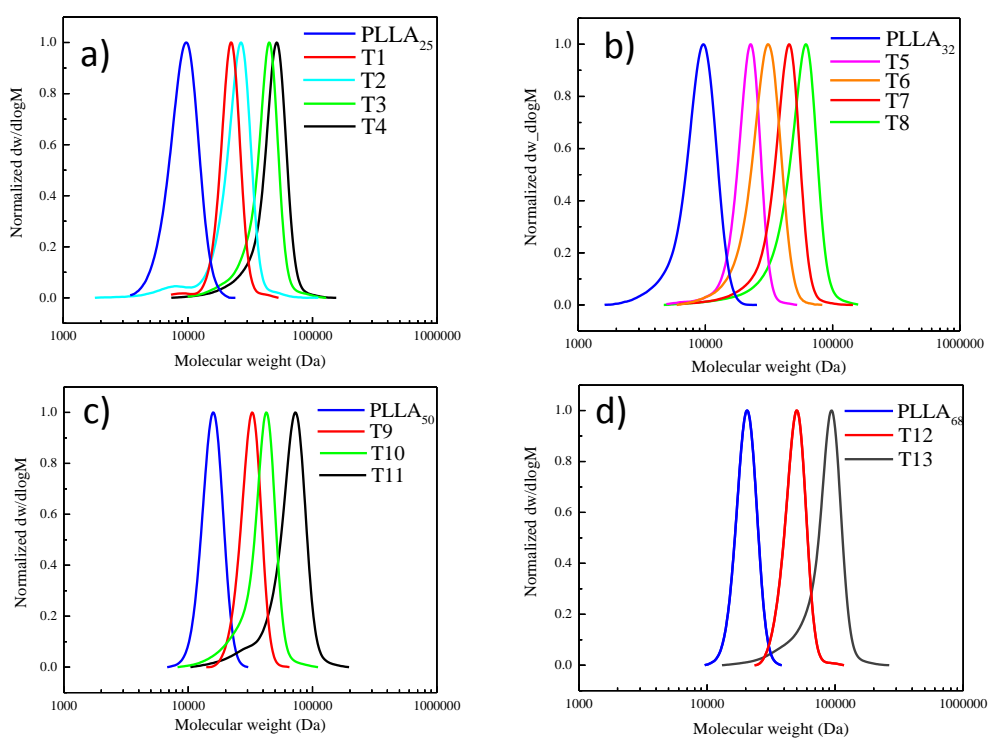 a)
PLLA25
T1
T2
T3
T4
Normalized dw/dlogM
1.0
0.8
0.6
0.4
0.2
0.0
1000 10000 100000 1000000
Molecular weight (Da)
b)
PLLA32
T5
T6
T7
T8
Normalized dw_dlogM
1.0
0.8
0.6
0.4
0.2
0.0
1000 10000 100000 1000000
Molecular weight (Da)
c)
PLLA50
T9
T10
T11
Normalized dw/dlogM
1.0
0.8
0.6
0.4
0.2
0.0
1000 10000 100000 1000000
Molecular weight (Da)
d)
PLLA68
T12
T13
Normalized dw/dlogM
1.0
0.8
0.6
0.4
0.2
0.0
1000 10000 100000 1000000
Molecular weight (Da)